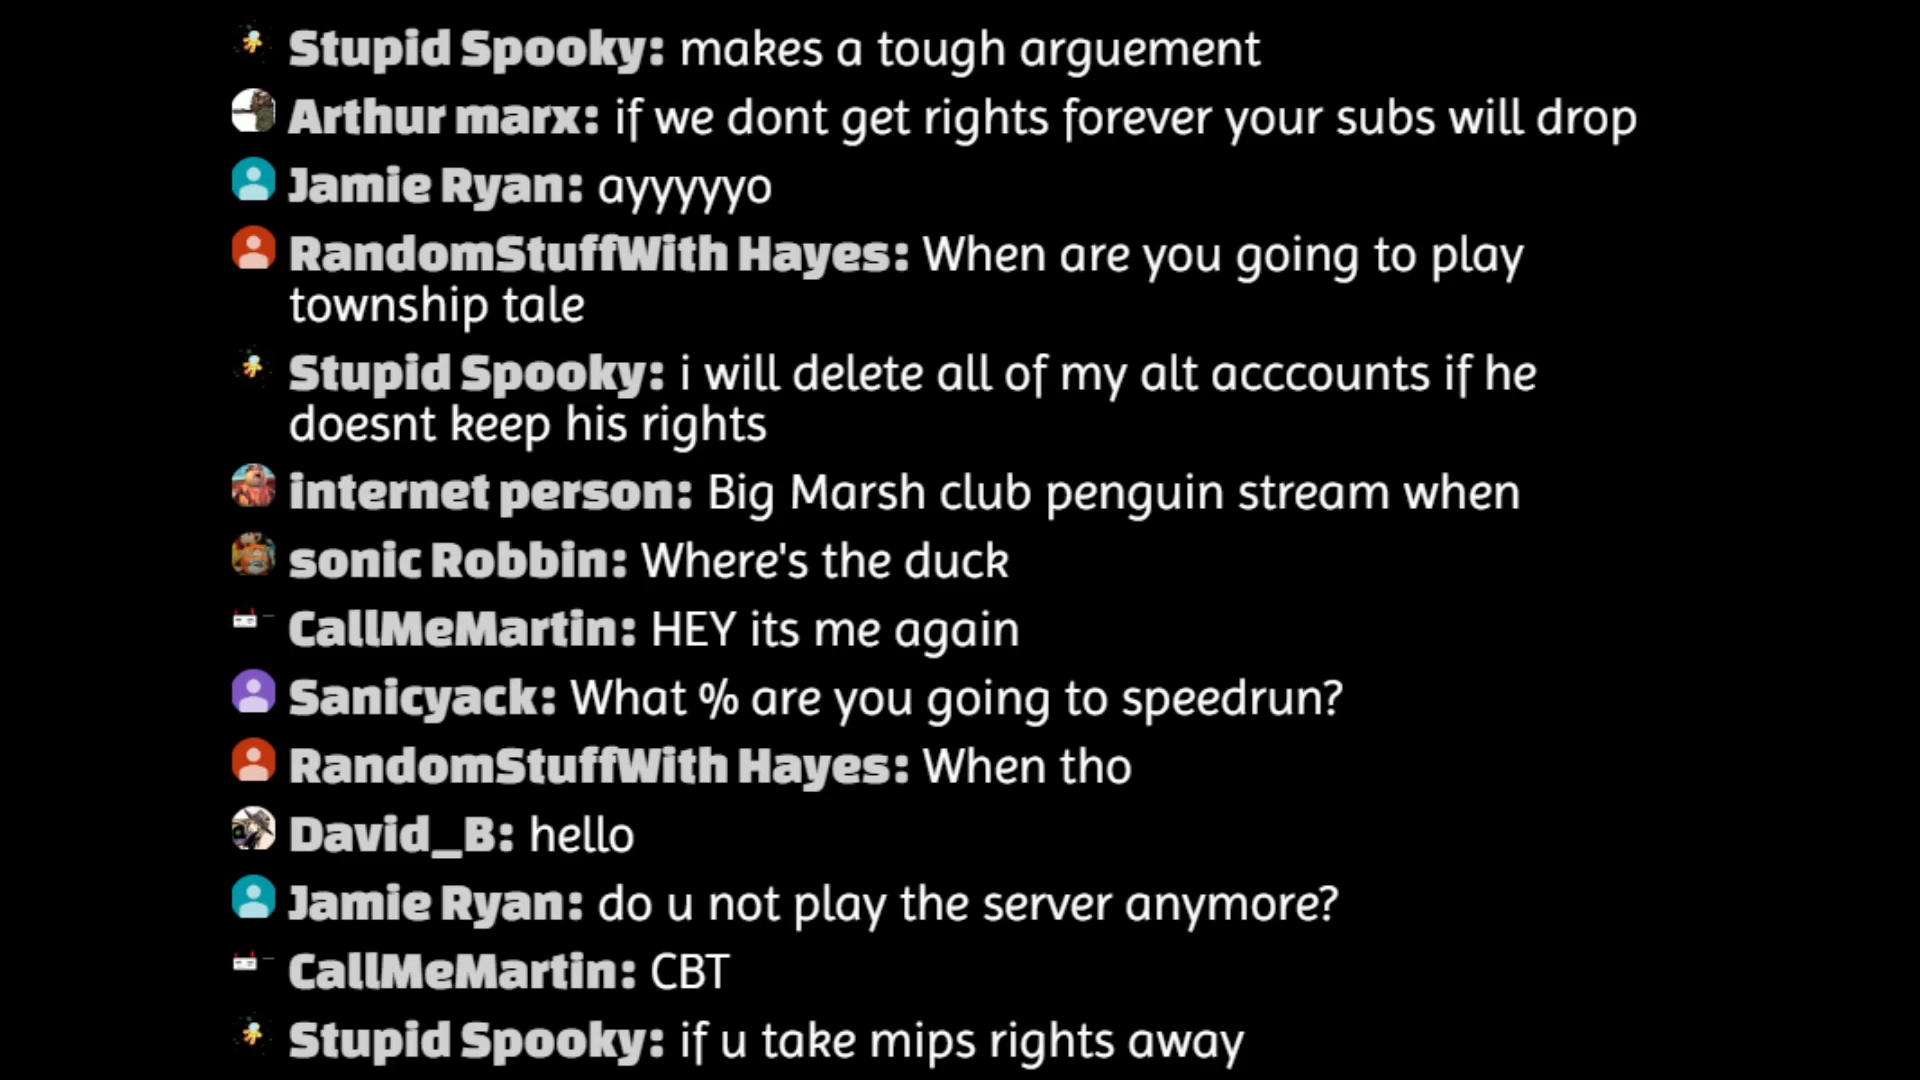 Stupid Spooky: makes a tough arguement
Arthur marx: if we dont get rights forever your subs will drop
Jamie Ryan: ayyyyyo
RandomStuffWith Hayes: When are you going to play
township tale
Stupid Spooky: i will delete all of my alt acccounts if he
doesnt keep his rights
internet person: Big Marsh club penguin stream when
sonic Robbin: Where's the duck
CallMeMartin: HEY its me again
Sanicyack: What % are you going to speedrun?
RandomStuffWith Hayes: When tho
David_B: hello
Jamie Ryan: do u not play the server anymore?
CallMeMartin: CBT
Stupid Spooky: if u take mips rights away